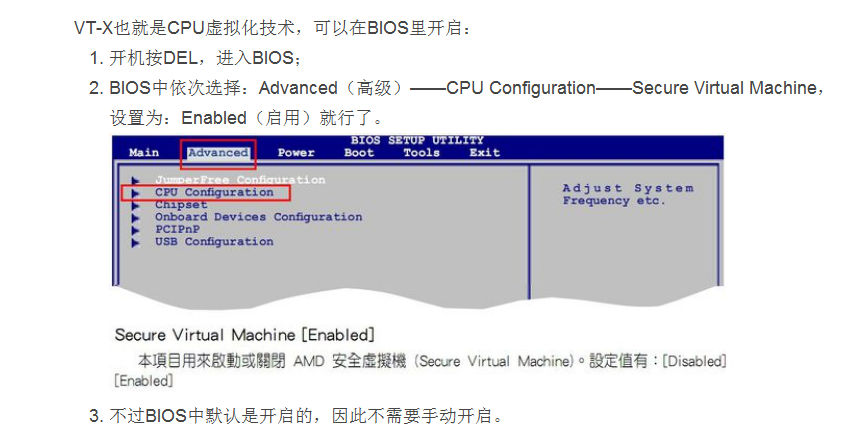 VT-X也就是CPU虚拟化技术，可以在BIOS里开启：
1. 开机按DEL，进入BIOS；
2. BIOS中依次选择：Advanced（高级）——CPU Configuration——Secure Virtual Machine，
设置为：Enabled（启用）就行了。
BIOS SETUP UTILITY
Main Advanced Power Boot Tools Exit
JumperFree Configuration
CPU Configuration
Chipset
Onboard Devices Configuration
PCIPnP
USB Configuration
Adjust System
Frequency etc.
Secure Virtual Machine [Enabled]
本項目用來啟動或關閉 AMD 安全虛擬機 (Secure Virtual Machine)。設定值有：[Disabled]
[Enabled]
3. 不过BIOS中默认是开启的，因此不需要手动开启。